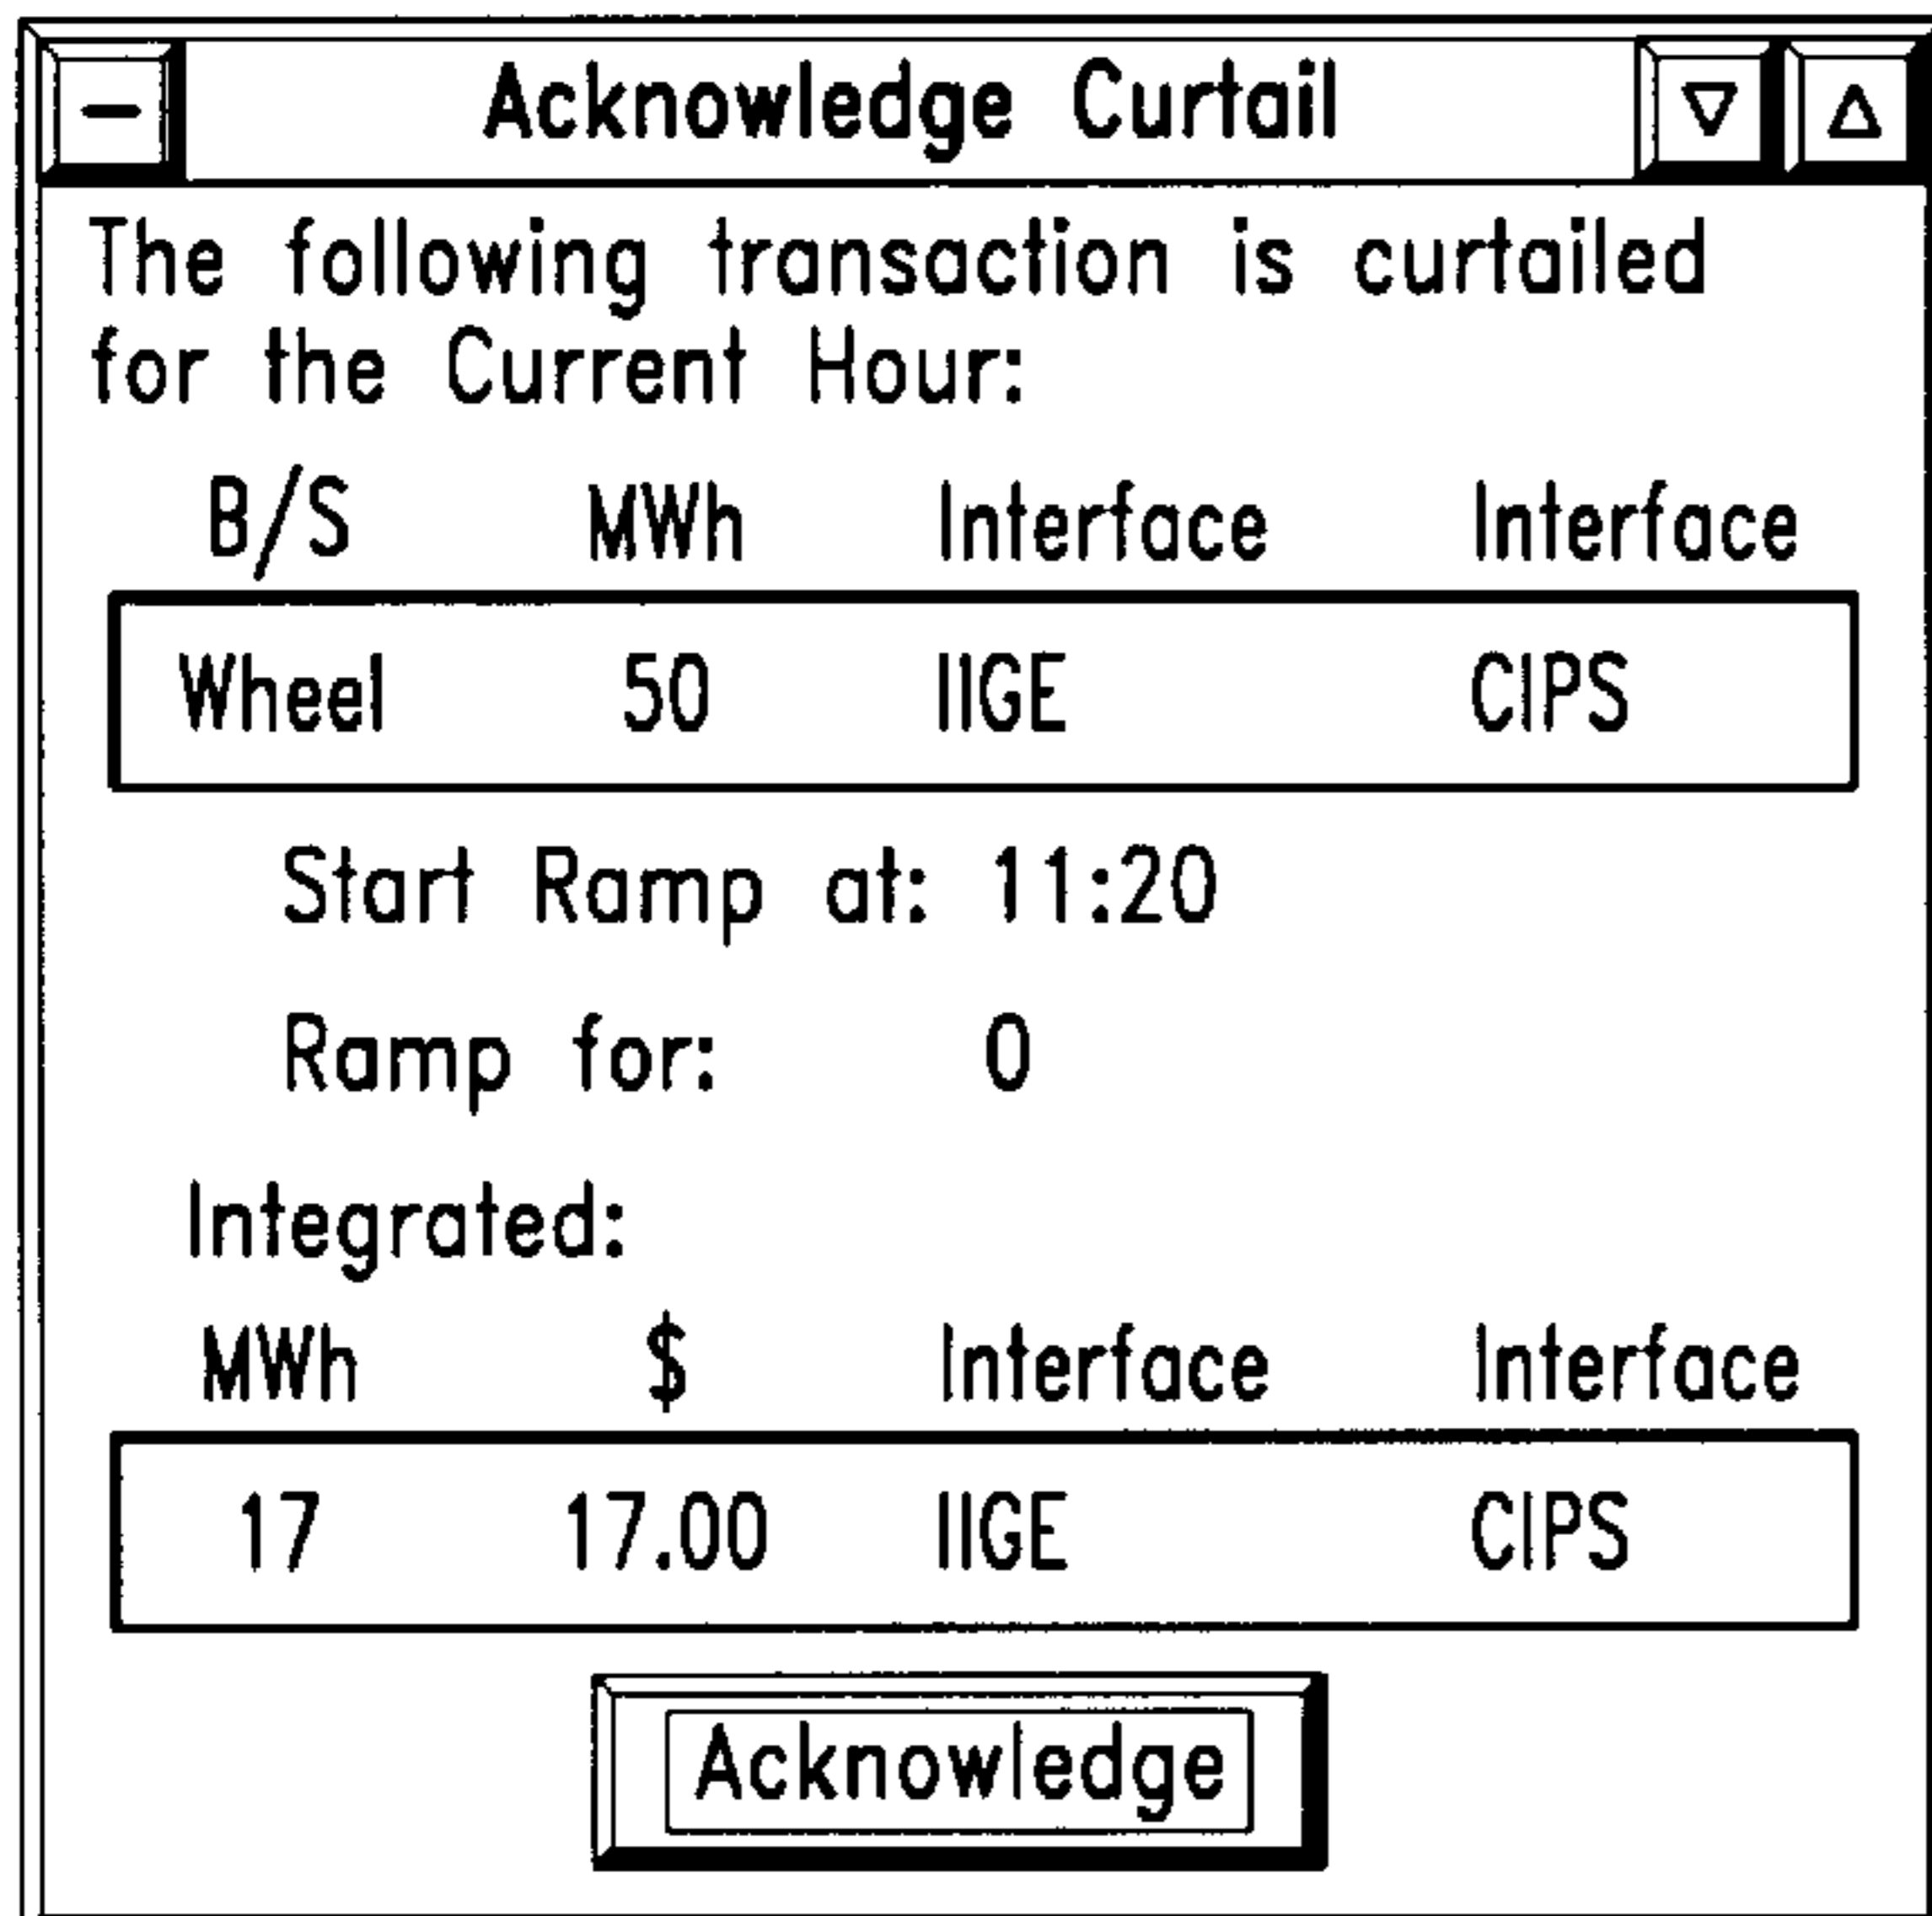 Acknowledge Curtail
The following transaction is curtailed
for the Current Hour:
B/S MWh Interface Interface
Wheel 50 IIGE CIPS
Start Ramp at: 11:20
Ramp for: 0
Integrated:
MWh $ Interface Interface
17 17.00 IIGE CIPS
Acknowledge